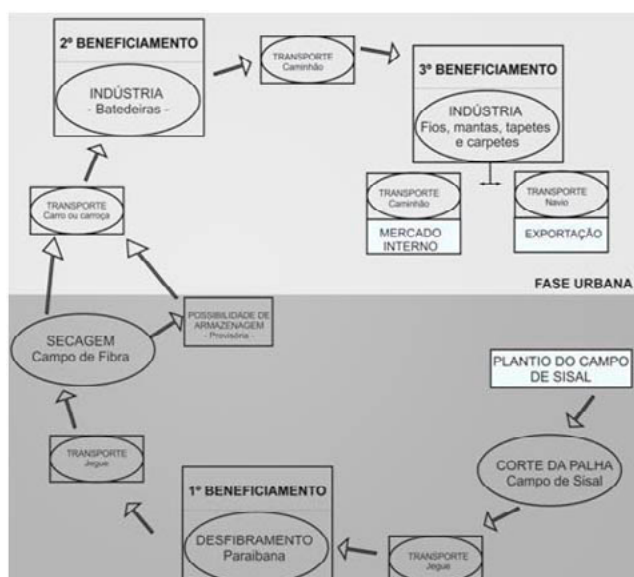 2º BENEFICIAMENTO
INDÚSTRIA
- Batedeiras -
TRANSPORTE
Caminhão
3º BENEFICIAMENTO
INDÚSTRIA
Fios, mantas, tapetes
e carpetes
TRANSPORTE
Caminhão
MERCADO
INTERNO
TRANSPORTE
Navio
EXPORTAÇÃO
TRANSPORTE
Carro ou carroça
FASE URBANA
SECAGEM
Campo de Fibra
POSSIBILIDADE DE
ARMAZENAGEM
- Provisória -
PLANTIO DO CAMPO
DE SISAL
CORTE DA PALHA
Campo de Sisal
TRANSPORTE
Jegue
1º BENEFICIAMENTO
DESFIBRAMENTO
Paraibana
TRANSPORTE
Jegue